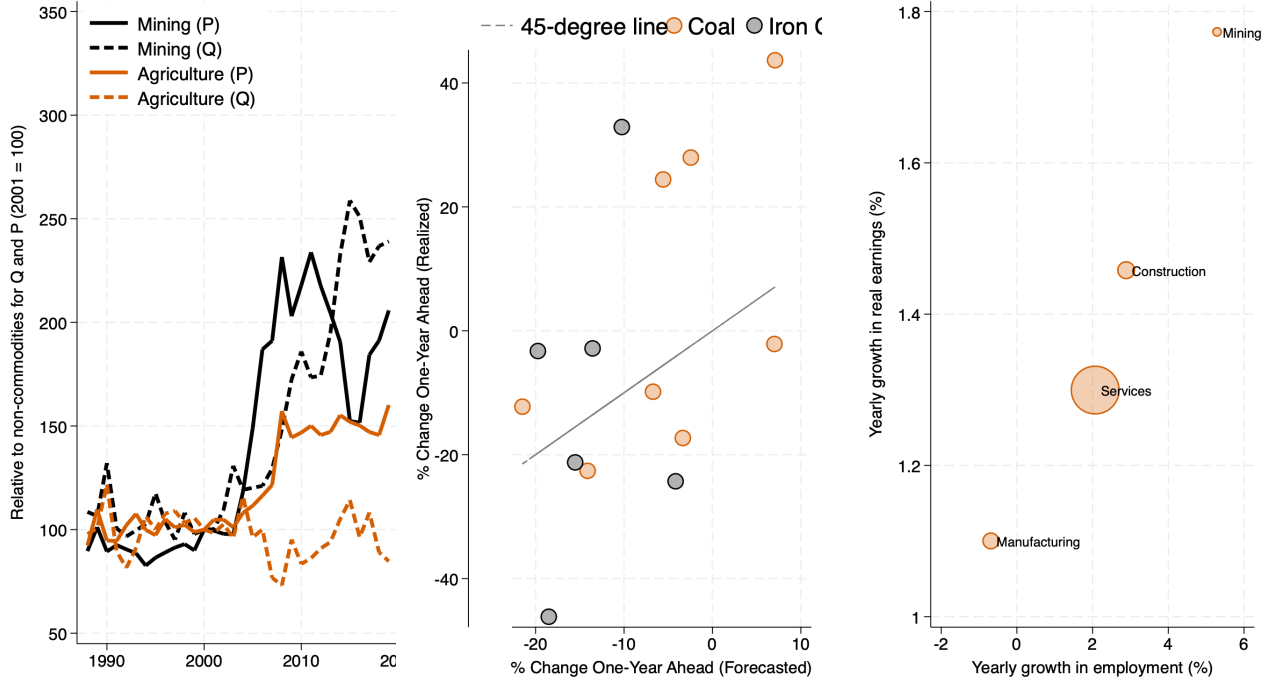 Relative to non-commodities for Q and P (2001 = 100)
350
300
250
200
150
100
50
Mining (P)
Mining (Q)
Agriculture (P)
Agriculture (Q)
1990 2000 2010 20
45-degree line Coal Iron
% Change One-Year Ahead (Realized)
40
20
0
-20
-40
-20 -10 0 10
% Change One-Year Ahead (Forecasted)
Yearly growth in real earnings (%)
1.8
1.6
1.4
1.2
1
Mining
Construction
Services
Manufacturing
-2 0 2 4 6
Yearly growth in employment (%)